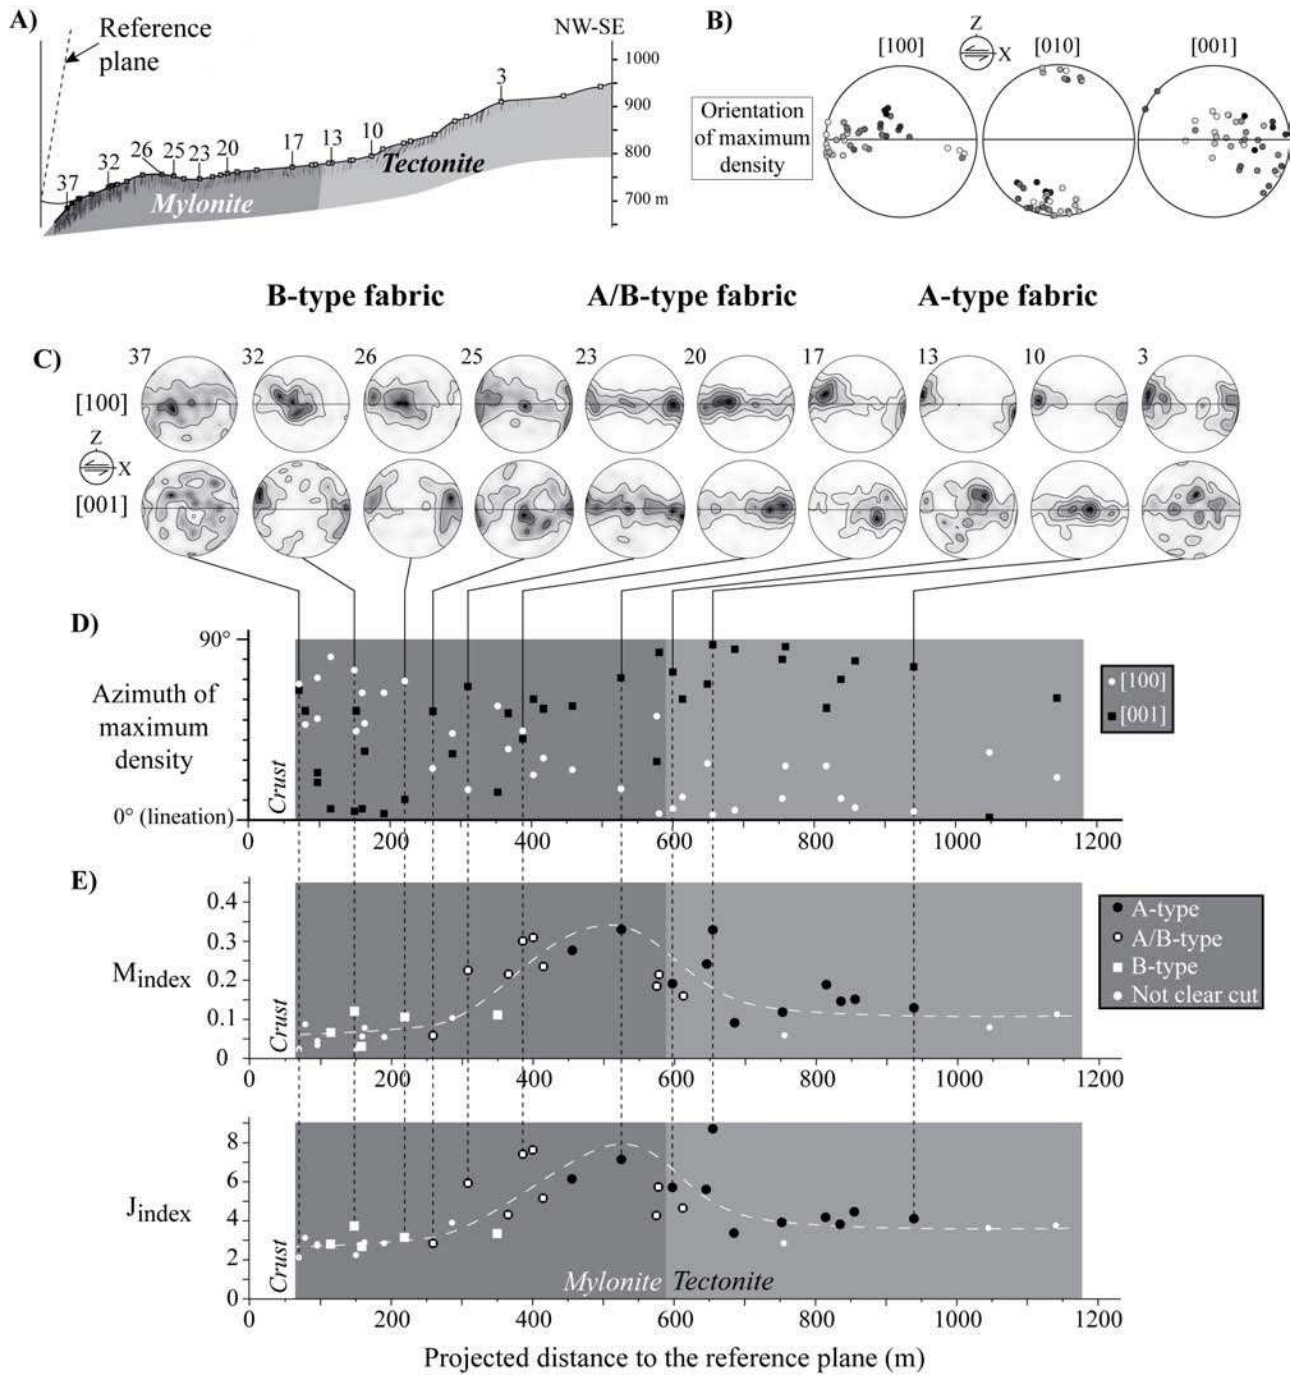 A)
Reference
plane
NW-SE
1000
900
800
700 m
37
32
26
25
23
20
17
13
10
3
Mylonite
Tectonite
B)
Z
X
[100]
[010]
[001]
Orientation
of maximum
density
B-type fabric
A/B-type fabric
A-type fabric
C)
37
32
26
25
23
20
17
13
10
3
[100]
Z
X
[001]
D)
90°
Azimuth of
maximum
density
0° (lineation)
Crust
[100]
[001]
0
200
400
600
800
1000
1200
E)
0.4
0.3
0.2
0.1
0
Mindex
Crust
A-type
A/B-type
B-type
Not clear cut
0
200
400
600
800
1000
1200
8
6
4
2
0
Jindex
Crust
Mylonite
Tectonite
0
200
400
600
800
1000
1200
Projected distance to the reference plane (m)